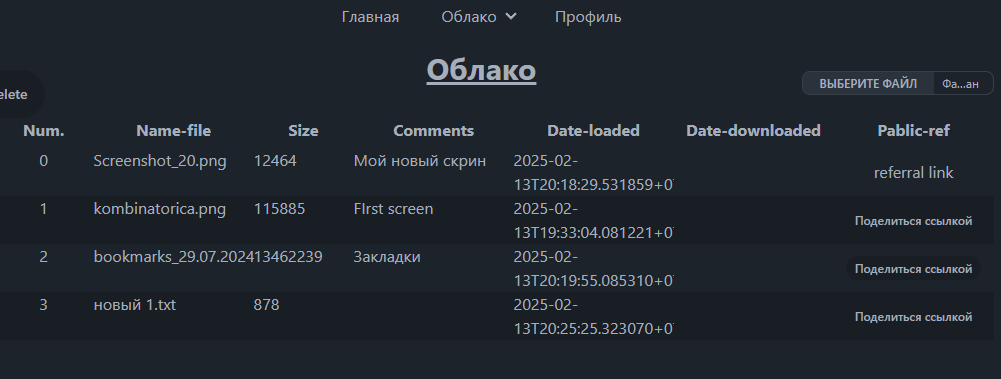 Главная Облако Профиль
Облако
elete
ВЫБЕРИТЕ ФАЙЛ Фа...ан
Num. Name-file Size Comments Date-loaded Date-downloaded Pablic-ref
0 Screenshot_20.png 12464 Мой новый скрин 2025-02-
13T20:18:29.531859+0
referral link
1 kombinatorica.png 115885 FIrst screen 2025-02-
13T19:33:04.081221+0
Поделиться ссылкой
2 bookmarks_29.07.202413462239 Закладки 2025-02-
13T20:19:55.085310+0
Поделиться ссылкой
3 новый 1.txt 878 2025-02-
13T20:25:25.323070+0
Поделиться ссылкой